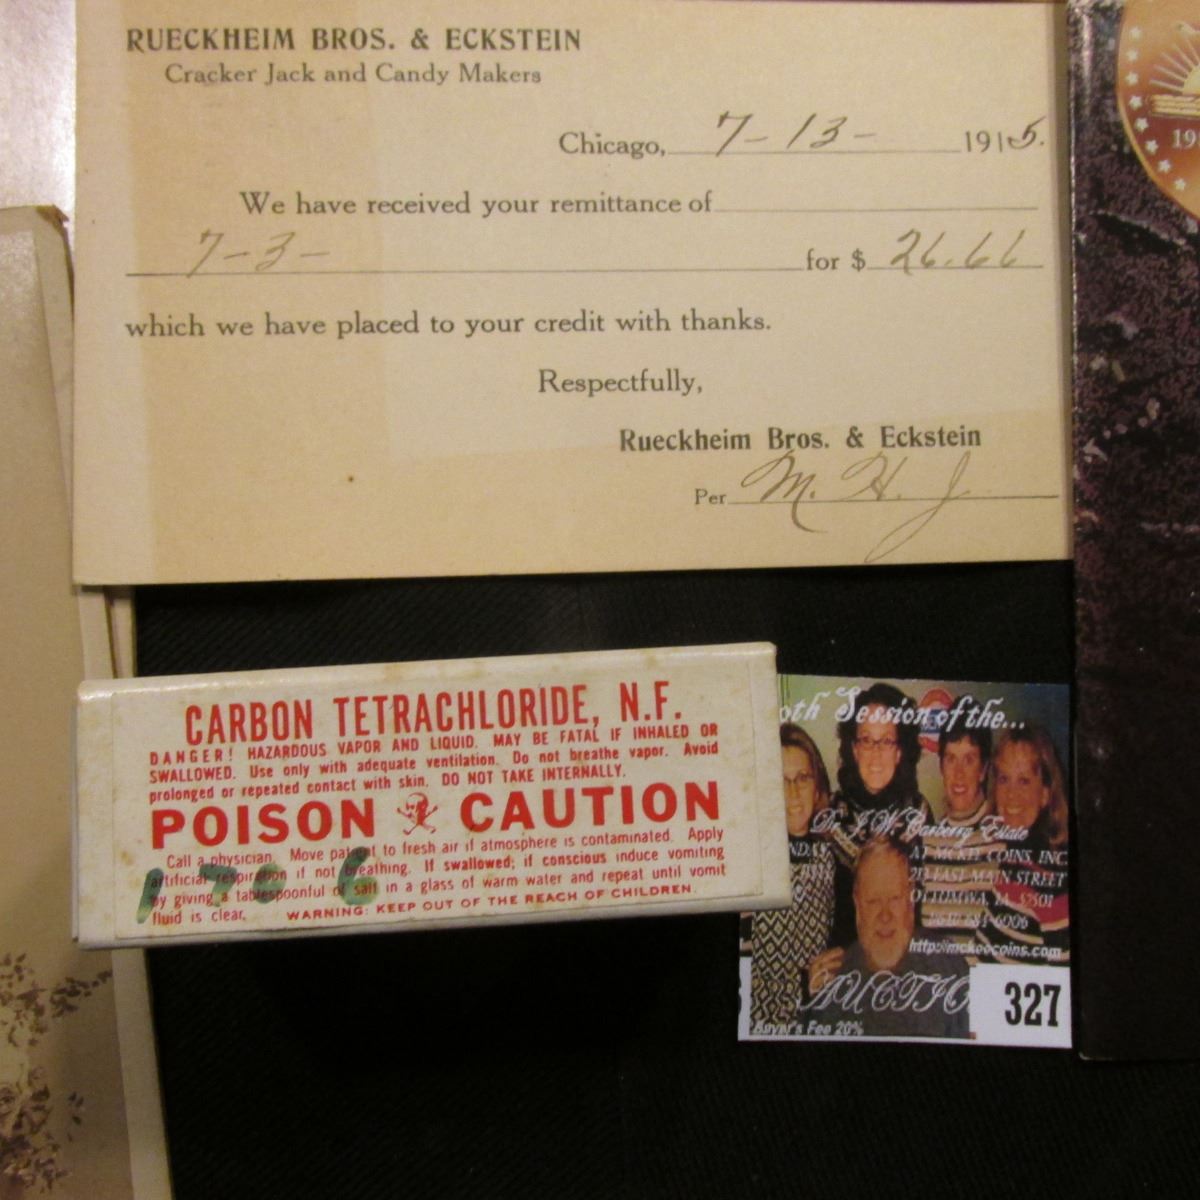 RUECKHEIM BROS. & ECKSTEIN
Cracker Jack and Candy Makers
Chicago, 7-13- 1915.
We have received your remittance of
7-3- for $ 26.66
which we have placed to your credit with thanks.
Respectfully,
Rueckheim Bros. & Eckstein
Per M. H. J
CARBON TETRACHLORIDE, N.F.
DANGER! HAZARDOUS VAPOR AND LIQUID. MAY BE FATAL IF INHALED OR
SWALLOWED. Use only with adequate ventilation. Do not breathe vapor. Avoid
prolonged or repeated contact with skin. DO NOT TAKE INTERNALLY.
POISON CAUTION
Call a physician. Move patient to fresh air if atmosphere is contaminated. Apply
artificial respiration if not breathing. If swallowed; if conscious induce vomiting
by giving a tablespoonful of salt in a glass of warm water and repeat until vomit
fluid is clear. WARNING: KEEP OUT OF THE REACH OF CHILDREN.
oth Session of the...
Dr. J. W. Carberry Estate
AT MCKEE COINS, INC.
EAST MAIN STREET
OTTUMWA, IA 52501
http://mckeecoins.com
AUCTIO
Buyer's Fee 20%
327